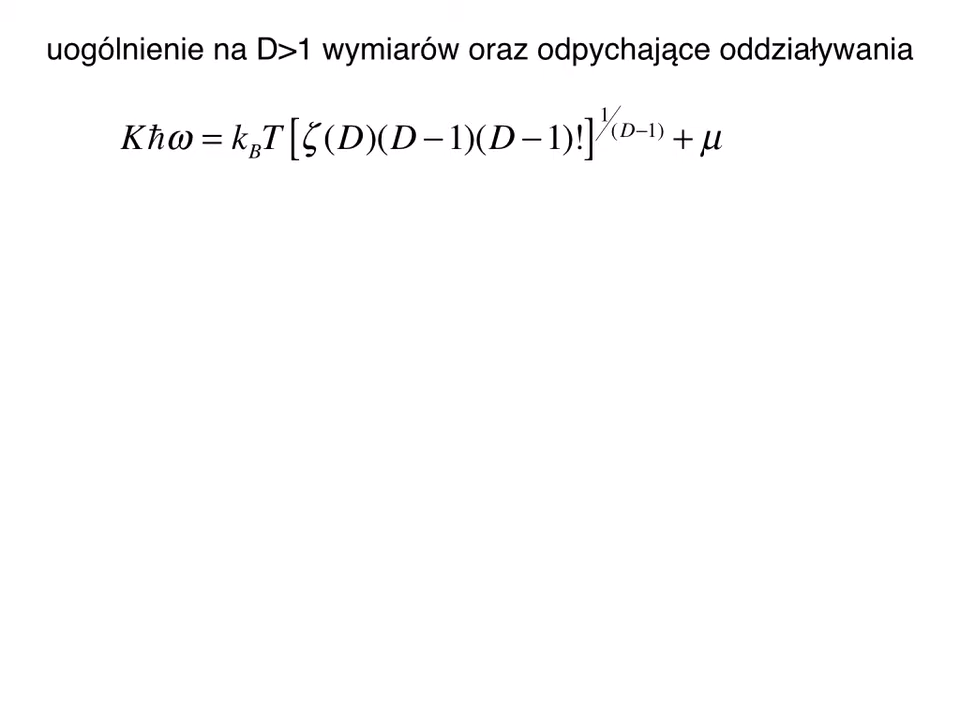 uogólnienie na D>1 wymiarów oraz odpychające oddziaływania
Kħω = k_BT[ζ(D)(D−1)(D−1)!]^{1/(D−1)} + μ